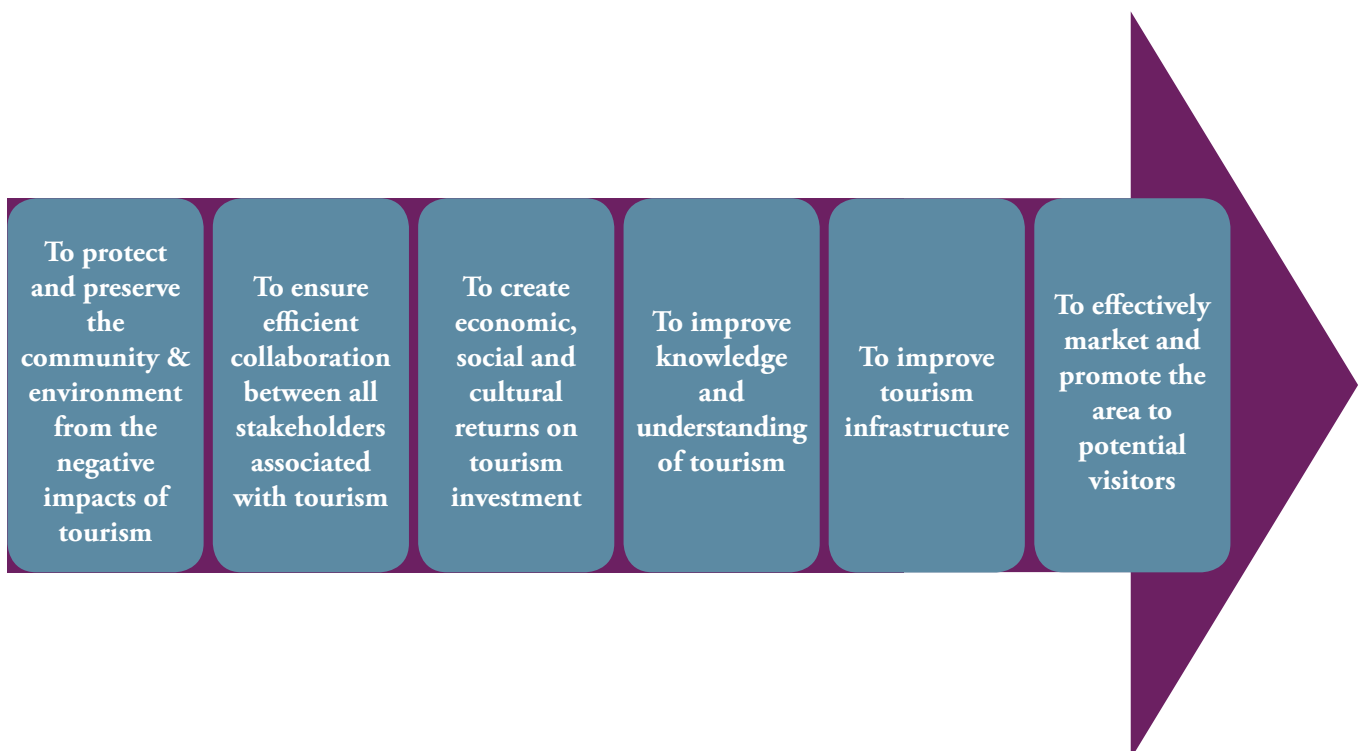 To protect
and preserve
the
community &
environment
from the
negative
impacts of
tourism
To ensure
efficient
collaboration
between all
stakeholders
associated
with tourism
To create
economic,
social and
cultural
returns on
tourism
investment
To improve
knowledge
and
understanding
of tourism
To improve
tourism
infrastructure
To effectively
market and
promote the
area to
potential
visitors